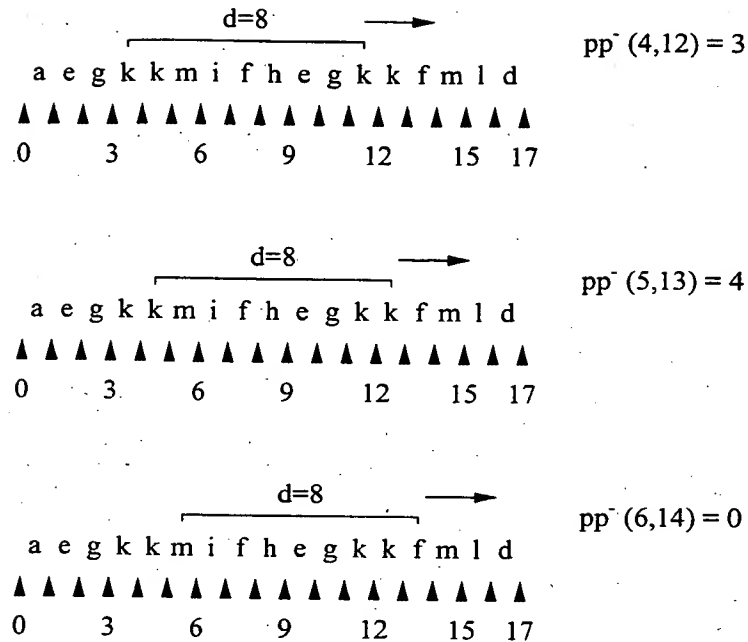 d=8
pp⁻ (4,12) = 3
a e g k k m i f h e g k k f m l d
0 3 6 9 12 15 17
d=8
pp⁻ (5,13) = 4
a e g k k m i f h e g k k f m l d
0 3 6 9 12 15 17
d=8
pp⁻ (6,14) = 0
a e g k k m i f h e g k k f m l d
0 3 6 9 12 15 17